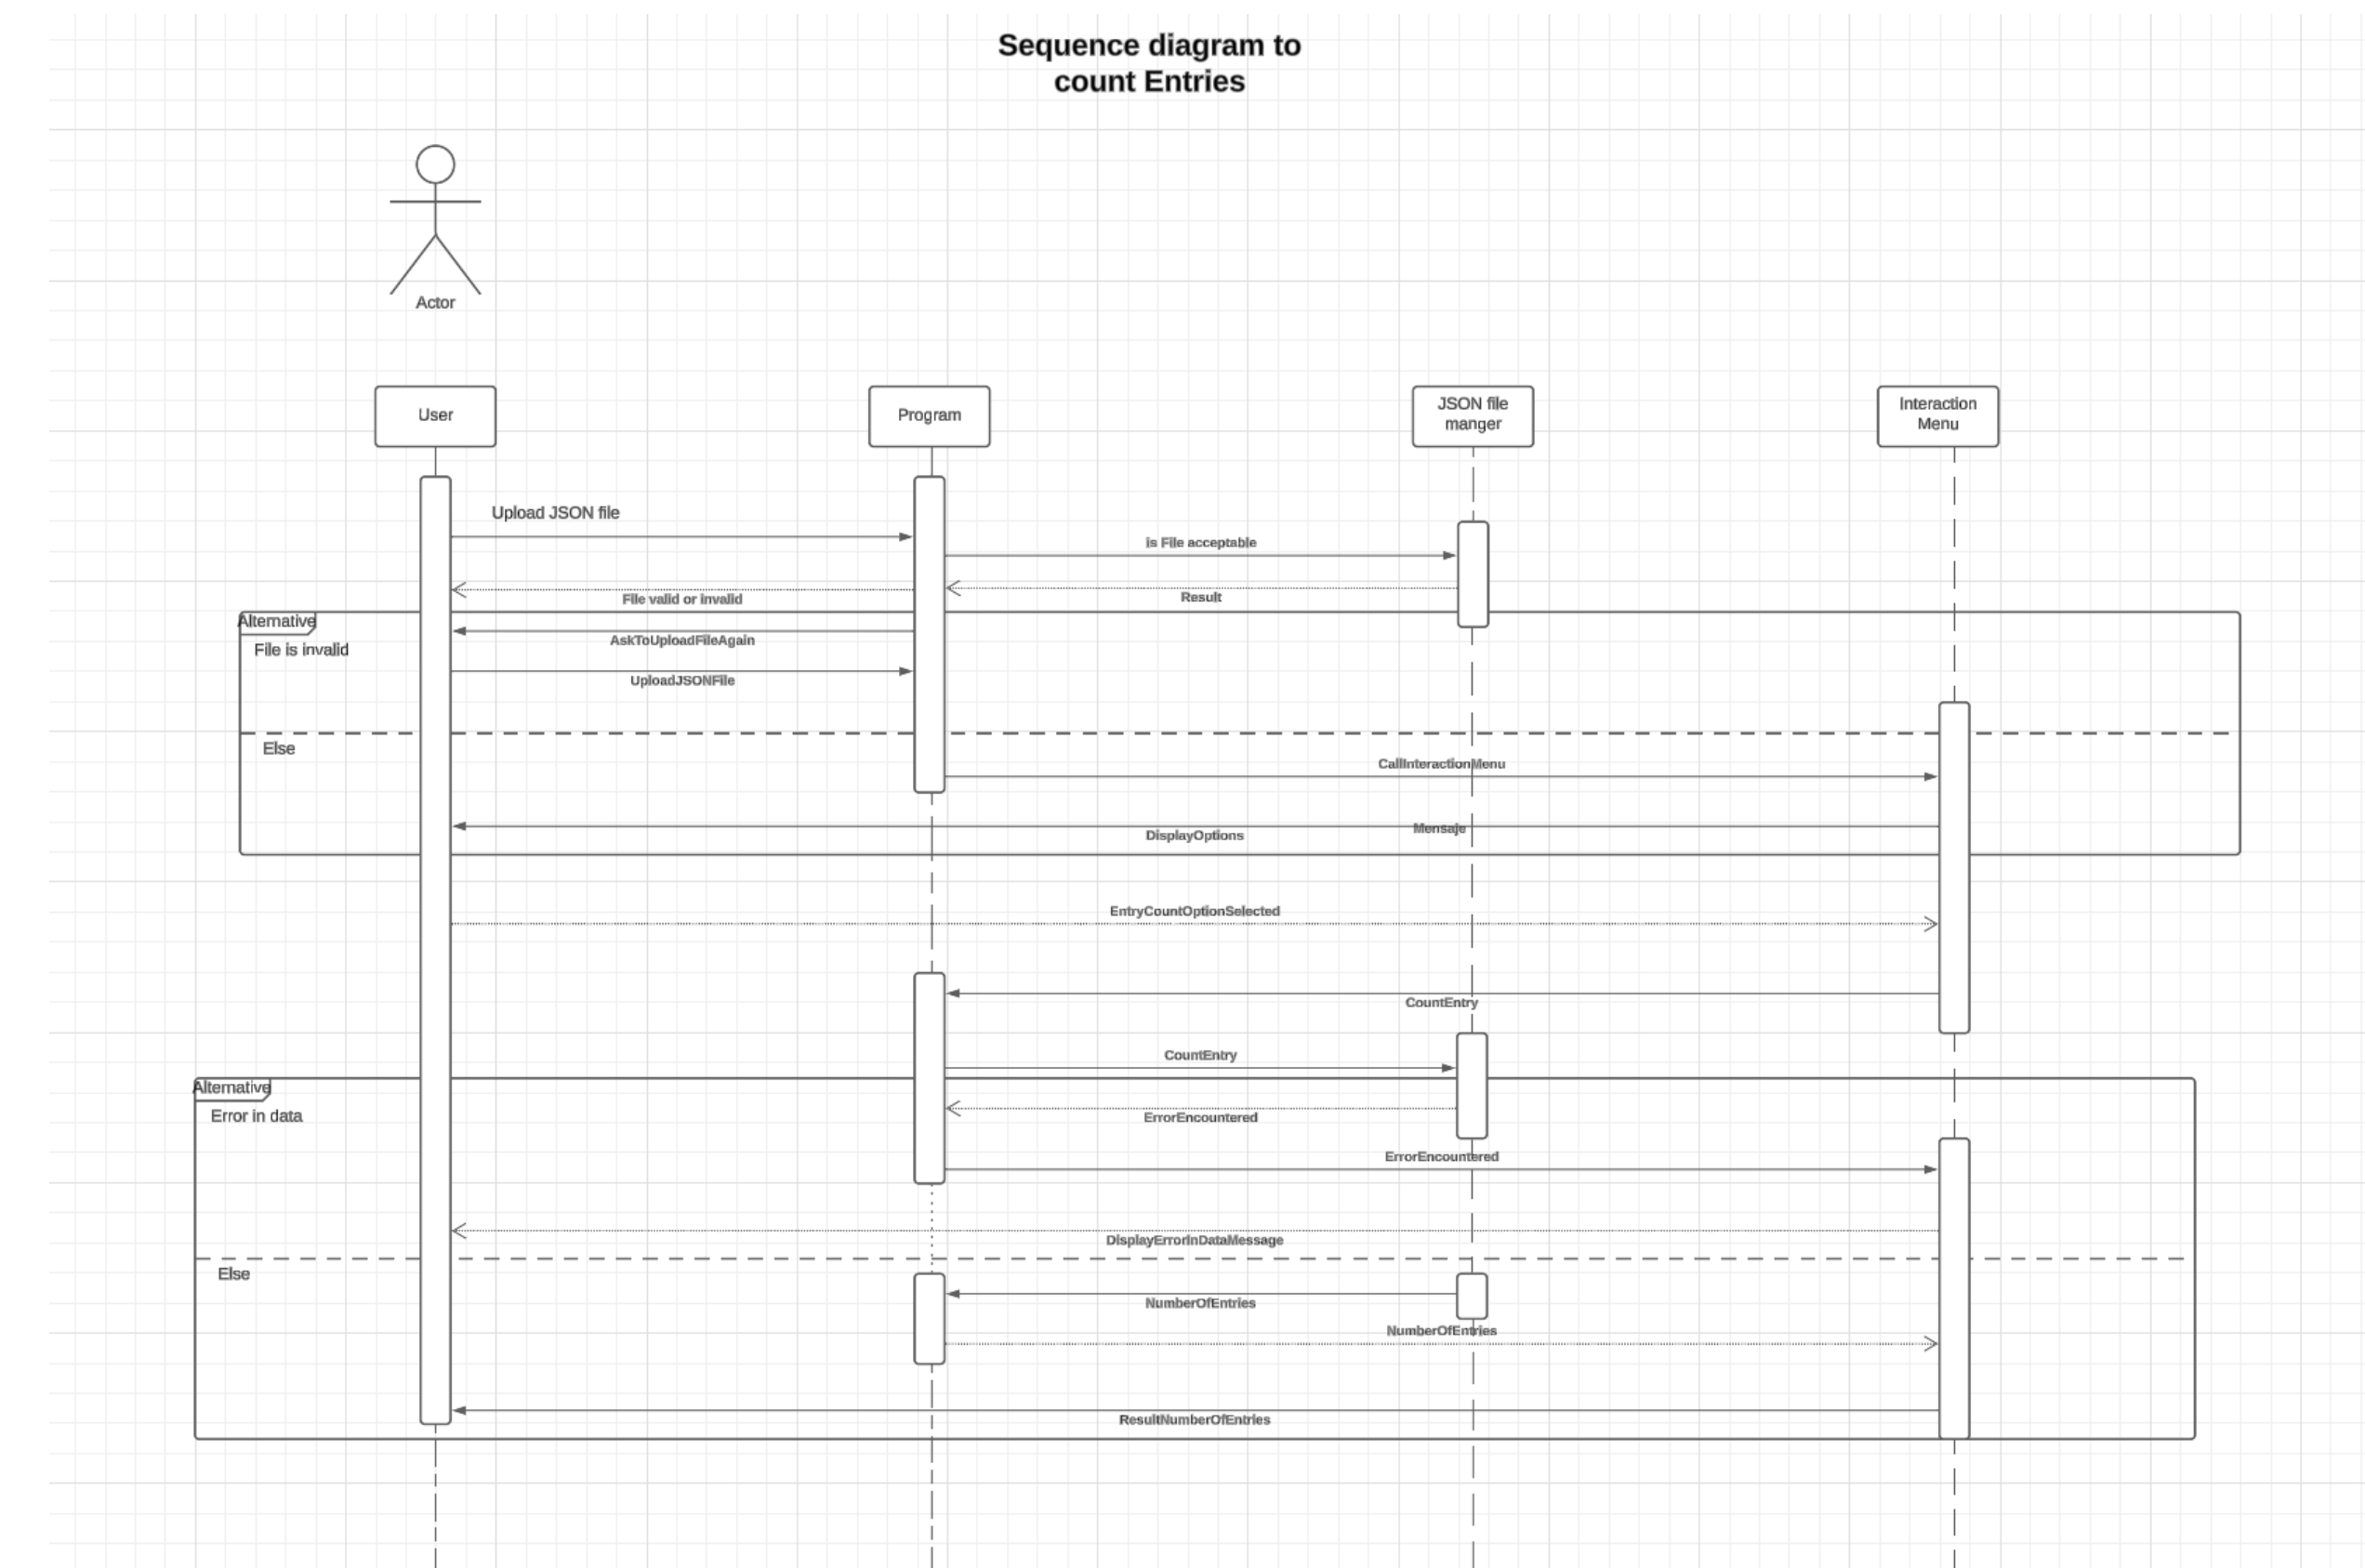 Sequence diagram to
count Entries
Actor
User
Program
JSON file
manger
Interaction
Menu
Upload JSON file
is File acceptable
File valid or invalid
Result
Alternative
File is invalid
AskToUploadFileAgain
UploadJSONFile
Else
CallInteractionMenu
Mensaje
DisplayOptions
EntryCountOptionSelected
CountEntry
CountEntry
Alternative
Error in data
ErrorEncountered
ErrorEncountered
DisplayErrorInDataMessage
Else
NumberOfEntries
NumberOfEntries
ResultNumberOfEntries